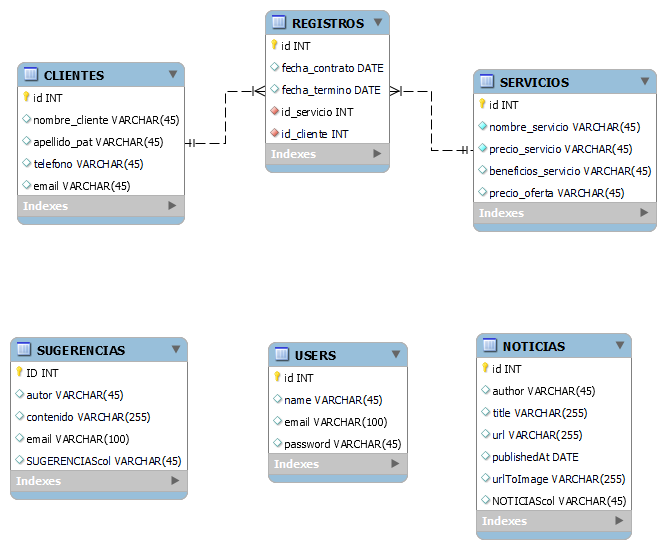 CLIENTES
id INT
nombre_cliente VARCHAR(45)
apellido_pat VARCHAR(45)
telefono VARCHAR(45)
email VARCHAR(45)
Indexes
REGISTROS
id INT
fecha_contrato DATE
fecha_termino DATE
id_servicio INT
id_cliente INT
Indexes
SERVICIOS
id INT
nombre_servicio VARCHAR(45)
precio_servicio VARCHAR(45)
beneficios_servicio VARCHAR(45)
precio_oferta VARCHAR(45)
Indexes
SUGERENCIAS
ID INT
autor VARCHAR(45)
contenido VARCHAR(255)
email VARCHAR(100)
SUGERENCIAScol VARCHAR(45)
Indexes
USERS
id INT
name VARCHAR(45)
email VARCHAR(100)
password VARCHAR(45)
Indexes
NOTICIAS
id INT
author VARCHAR(45)
title VARCHAR(255)
url VARCHAR(255)
publishedAt DATE
urlToImage VARCHAR(255)
NOTICIAScol VARCHAR(45)
Indexes